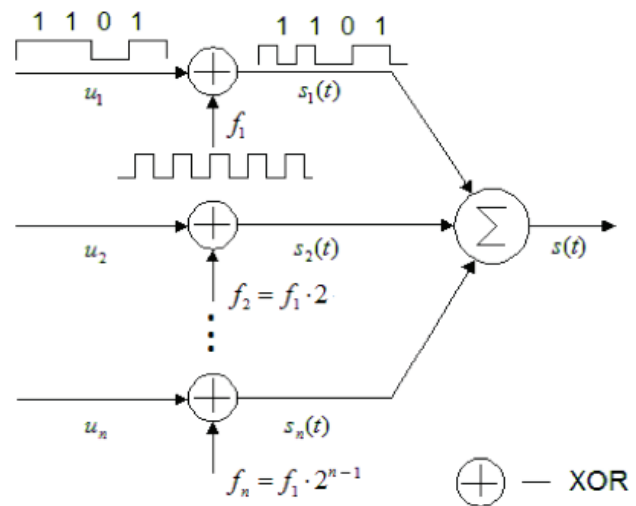 1 1 0 1
1 1 0 1
u₁
s₁(t)
f₁
Σ
u₂
s₂(t)
s(t)
f₂ = f₁ · 2
⋮
uₙ
sₙ(t)
fₙ = f₁ · 2ⁿ⁻¹
— XOR